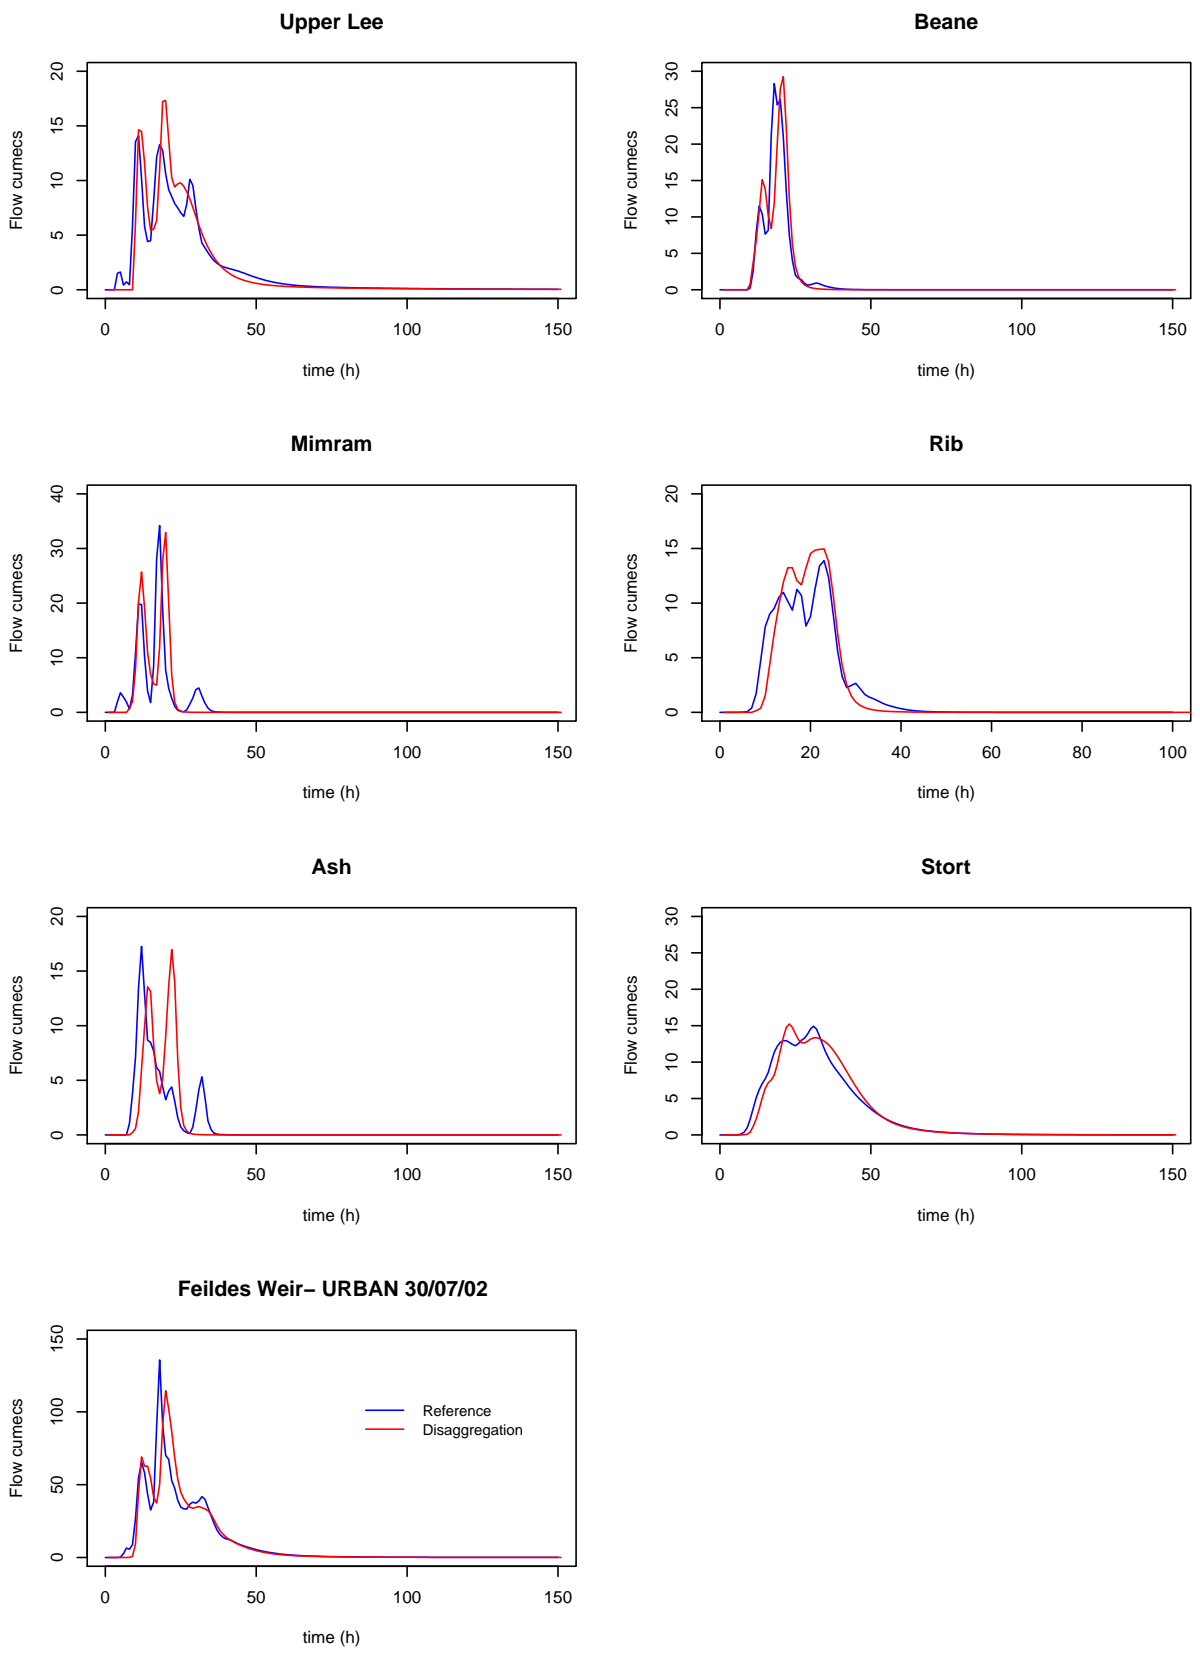 Upper Lee
Flow cumecs
0 5 10 15 20
0 50 100 150
time (h)
Beane
Flow cumecs
0 5 10 15 20 25 30
0 50 100 150
time (h)
Mimram
Flow cumecs
0 10 20 30 40
0 50 100 150
time (h)
Rib
Flow cumecs
0 5 10 15 20
0 20 40 60 80 100
time (h)
Ash
Flow cumecs
0 5 10 15 20
0 50 100 150
time (h)
Stort
Flow cumecs
0 5 10 15 20 25 30
0 50 100 150
time (h)
Feildes Weir– URBAN 30/07/02
Flow cumecs
0 50 100 150
Reference
Disaggregation
0 50 100 150
time (h)